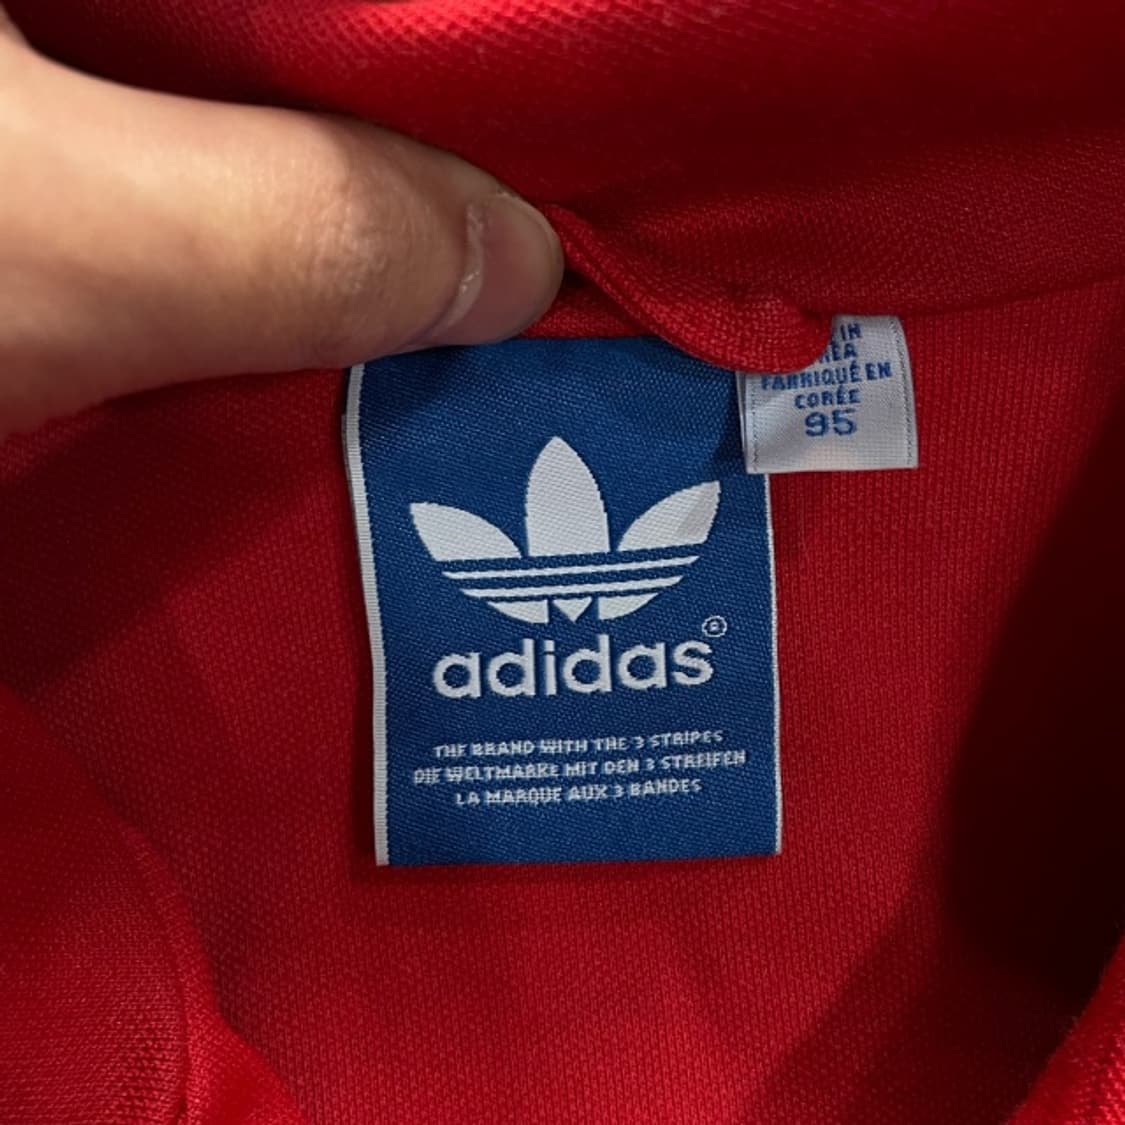 IN
FABRIQUÉ EN
CORÉE
95
adidas®
THE BRAND WITH THE 3 STRIPES
DIE WELTMARKE MIT DEN 3 STREIFEN
LA MARQUE AUX 3 BANDES